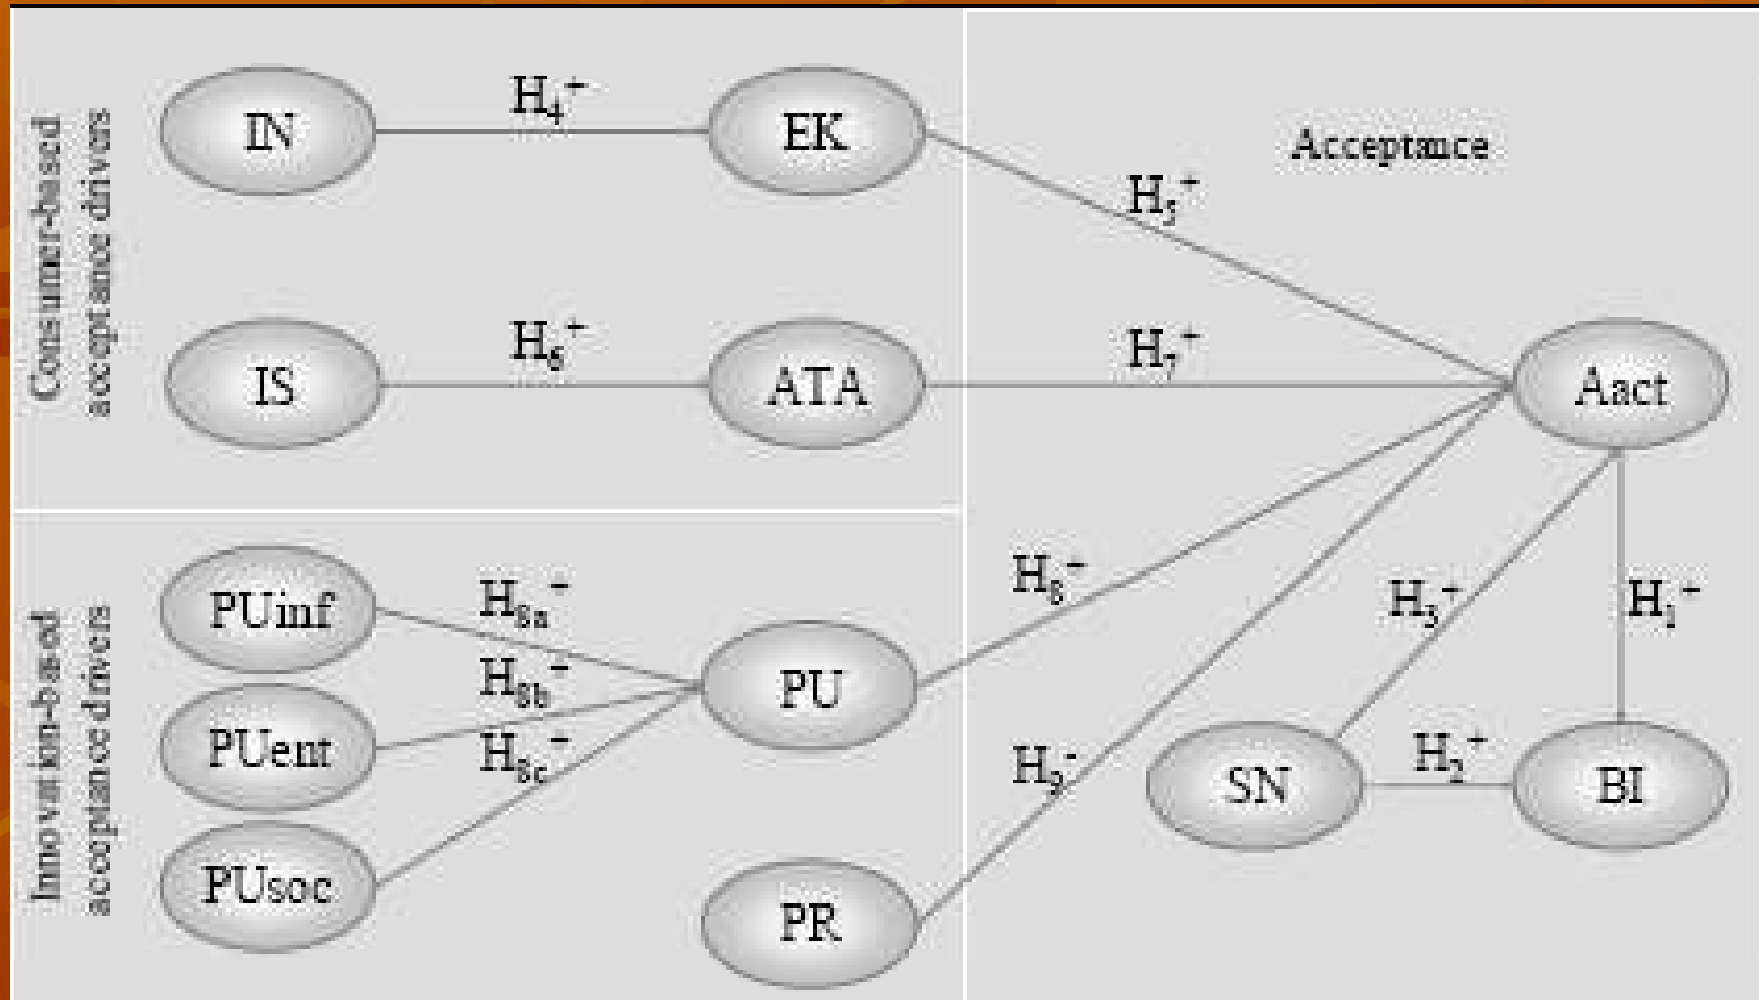 Consumer-based
acceptance drivers
IN
H₄⁺
EK
Acceptance
H₅⁺
IS
H₆⁺
ATA
H₇⁺
Aact
Innovation-based
acceptance drivers
PUinf
H₈ₐ⁺
PUent
H₈b⁺
PUsoc
H₈c⁺
PU
H₈⁺
PR
H₉⁻
H₃⁺
H₁⁺
SN
H₂⁺
BI